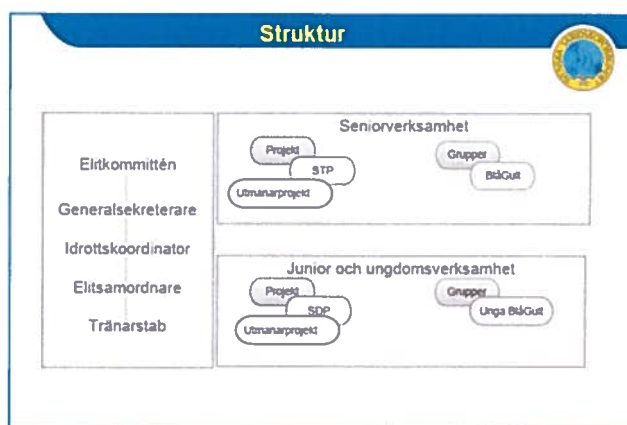 Struktur
Elitkommittén
Generalsekreterare
Idrottskoordinator
Elitsamordnare
Tränarstab
Seniorverksamhet
Projekt
STP
Utmanarprojekt
Grupper
BlåGult
Junior och ungdomsverksamhet
Projekt
SDP
Utmanarprojekt
Grupper
Unga BlåGult